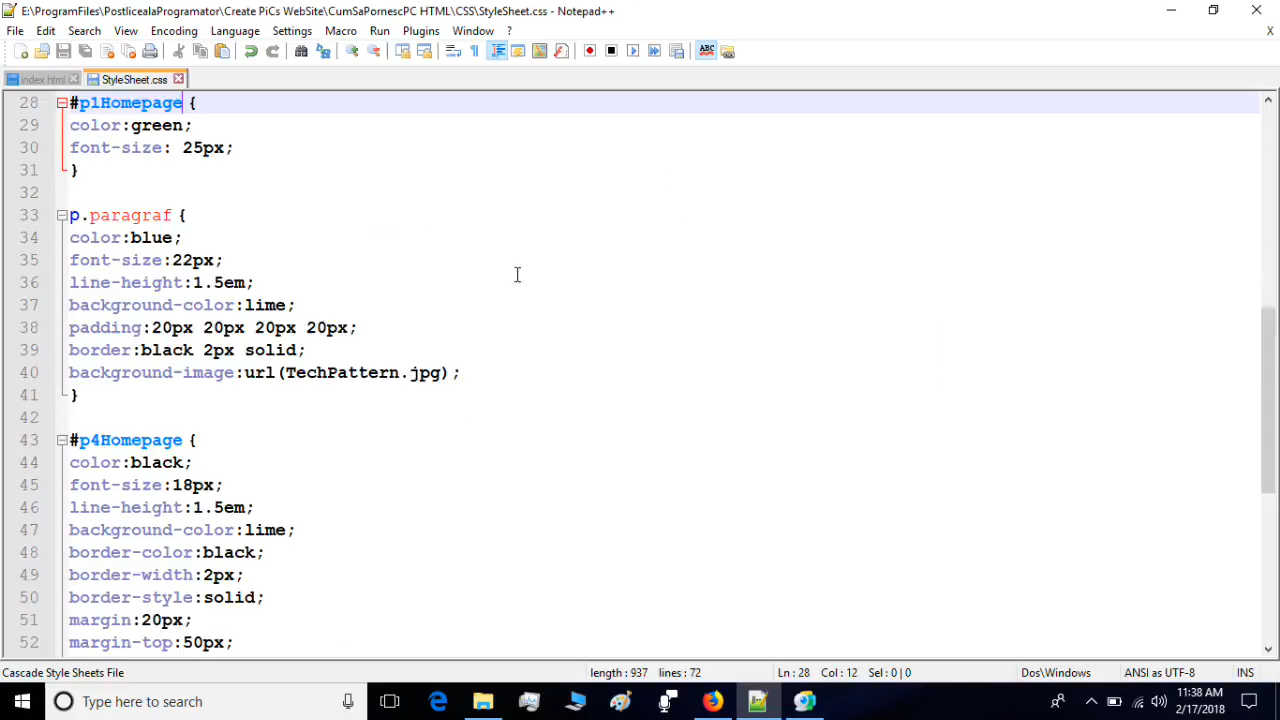 E:\ProgramFiles\PostlicealaProgramator\Create PiCs WebSite\CumSaPornescPC HTML\CSS\StyleSheet.css - Notepad++
File Edit Search View Encoding Language Settings Macro Run Plugins Window ? X
index.html StyleSheet.css
28 #p1Homepage {
29 color:green;
30 font-size: 25px;
31 }
32
33 p.paragraf {
34 color:blue;
35 font-size:22px;
36 line-height:1.5em;
37 background-color:lime;
38 padding:20px 20px 20px 20px;
39 border:black 2px solid;
40 background-image:url(TechPattern.jpg);
41 }
42
43 #p4Homepage {
44 color:black;
45 font-size:18px;
46 line-height:1.5em;
47 background-color:lime;
48 border-color:black;
49 border-width:2px;
50 border-style:solid;
51 margin:20px;
52 margin-top:50px;
Cascade Style Sheets File length : 937 lines : 72 Ln : 28 Col : 12 Sel : 0 | 0 Dos\Windows ANSI as UTF-8 INS
Type here to search 11:38 AM
2/17/2018